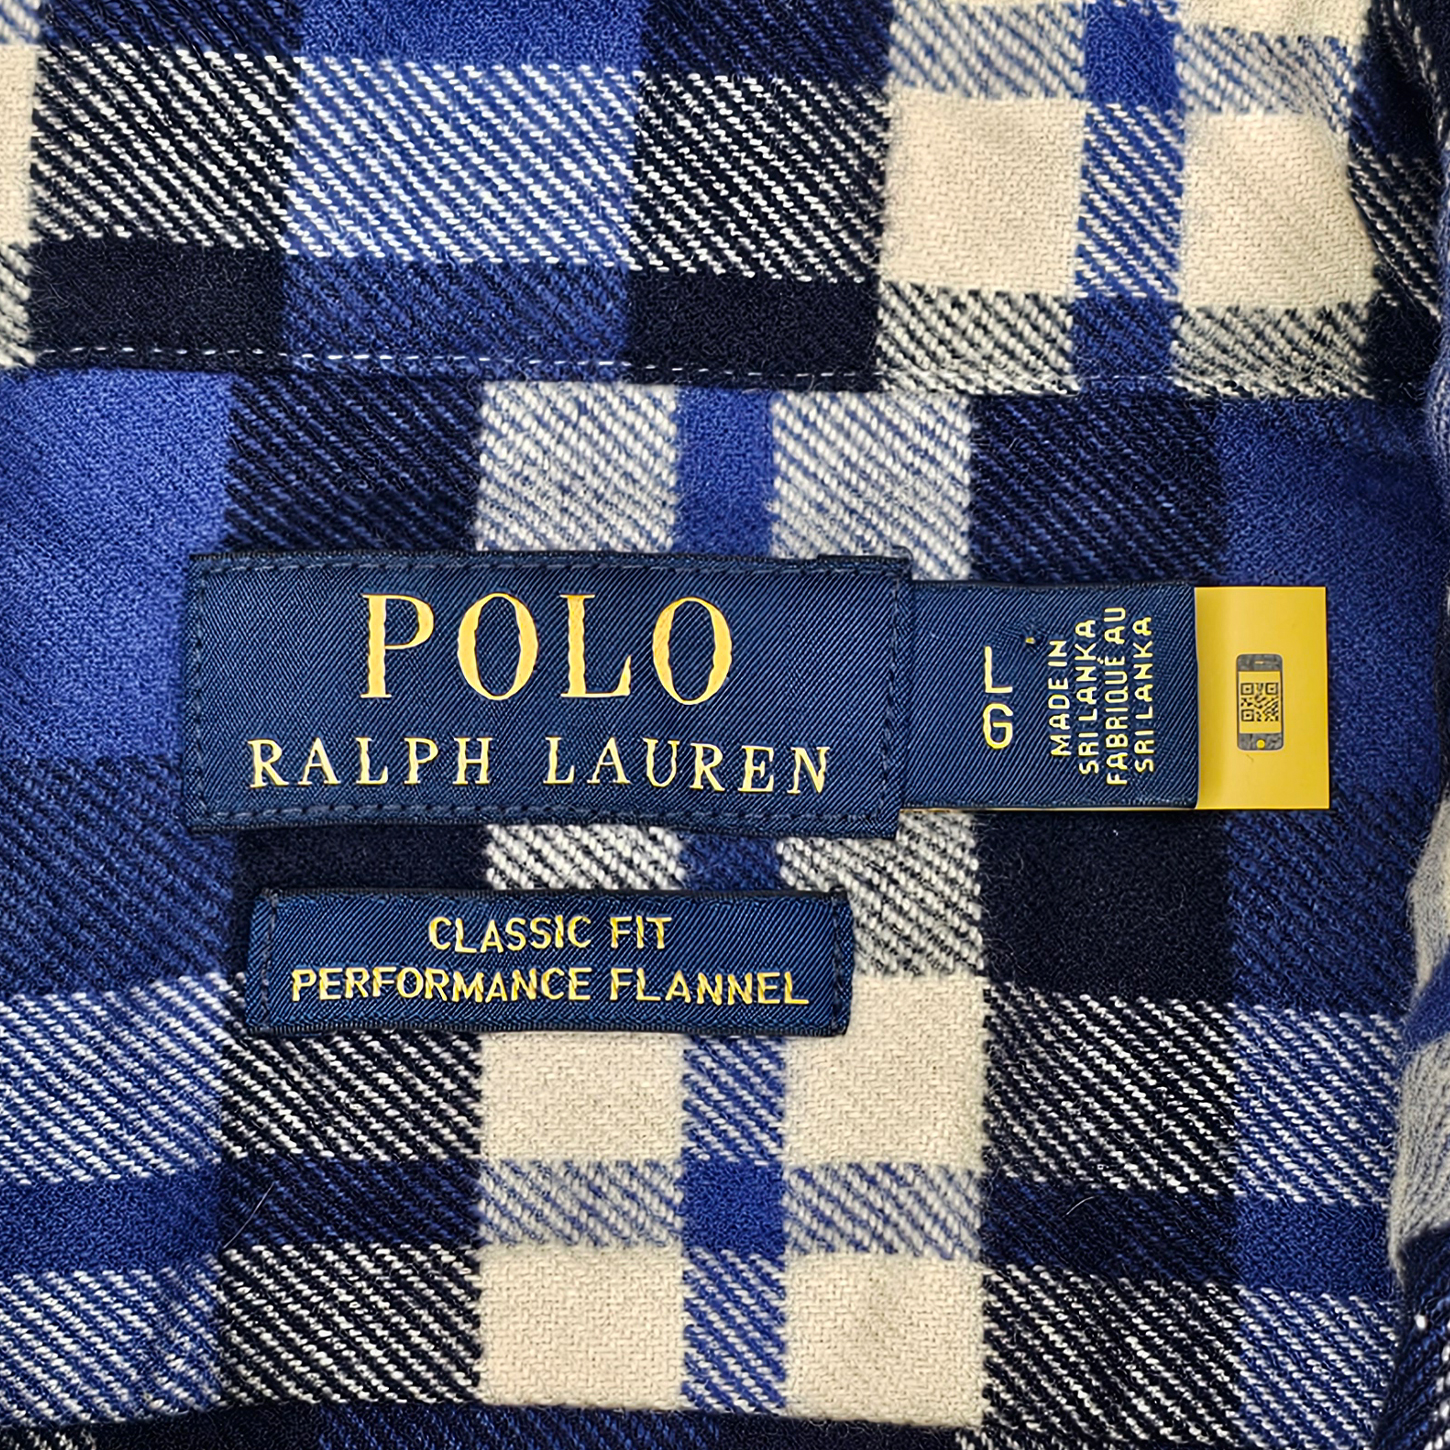 POLO
RALPH LAUREN
L
G
MADE IN
SRI LANKA
FABRIQUÉ AU
SRI LANKA
CLASSIC FIT
PERFORMANCE FLANNEL